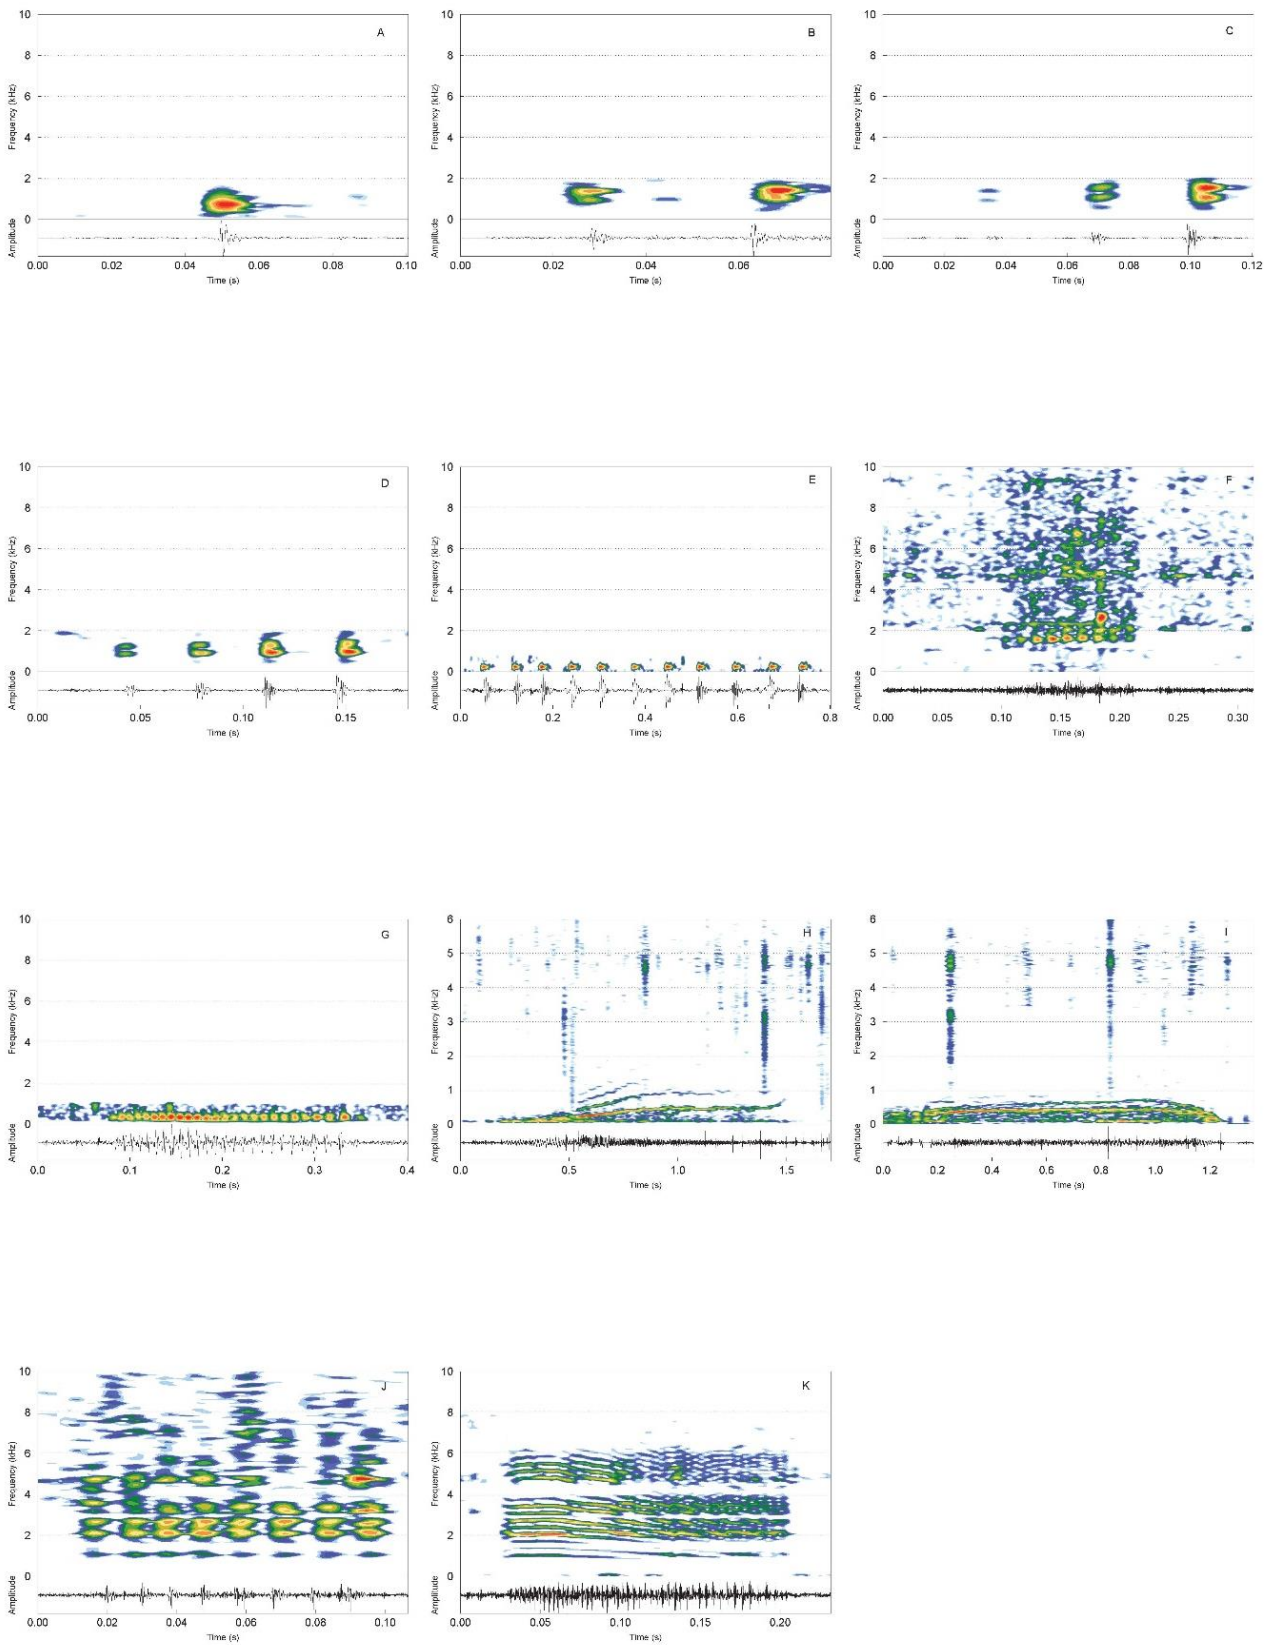 A
10
8
6
4
2
0
Frequency (kHz)
Amplitude
0.00 0.02 0.04 0.06 0.08 0.10
Time (s)
B
10
8
6
4
2
0
Frequency (kHz)
Amplitude
0.00 0.02 0.04 0.06
Time (s)
C
10
8
6
4
2
0
Frequency (kHz)
Amplitude
0.00 0.02 0.04 0.06 0.08 0.10 0.12
Time (s)
D
10
8
6
4
2
0
Frequency (kHz)
Amplitude
0.00 0.05 0.10 0.15
Time (s)
E
10
8
6
4
2
0
Frequency (kHz)
Amplitude
0.0 0.2 0.4 0.6 0.8
Time (s)
F
10
8
6
4
2
0
Frequency (kHz)
Amplitude
0.00 0.05 0.10 0.15 0.20 0.25 0.30
Time (s)
G
10
8
6
4
2
0
Frequency (kHz)
Amplitude
0.0 0.1 0.2 0.3 0.4
Time (s)
H
6
5
4
3
2
1
0
Frequency (kHz)
Amplitude
0.0 0.5 1.0 1.5
Time (s)
I
6
5
4
3
2
1
0
Frequency (kHz)
Amplitude
0.0 0.2 0.4 0.6 0.8 1.0 1.2
Time (s)
J
10
8
6
4
2
0
Frequency (kHz)
Amplitude
0.00 0.02 0.04 0.06 0.08 0.10
Time (s)
K
10
8
6
4
2
0
Frequency (kHz)
Amplitude
0.00 0.05 0.10 0.15 0.20
Time (s)